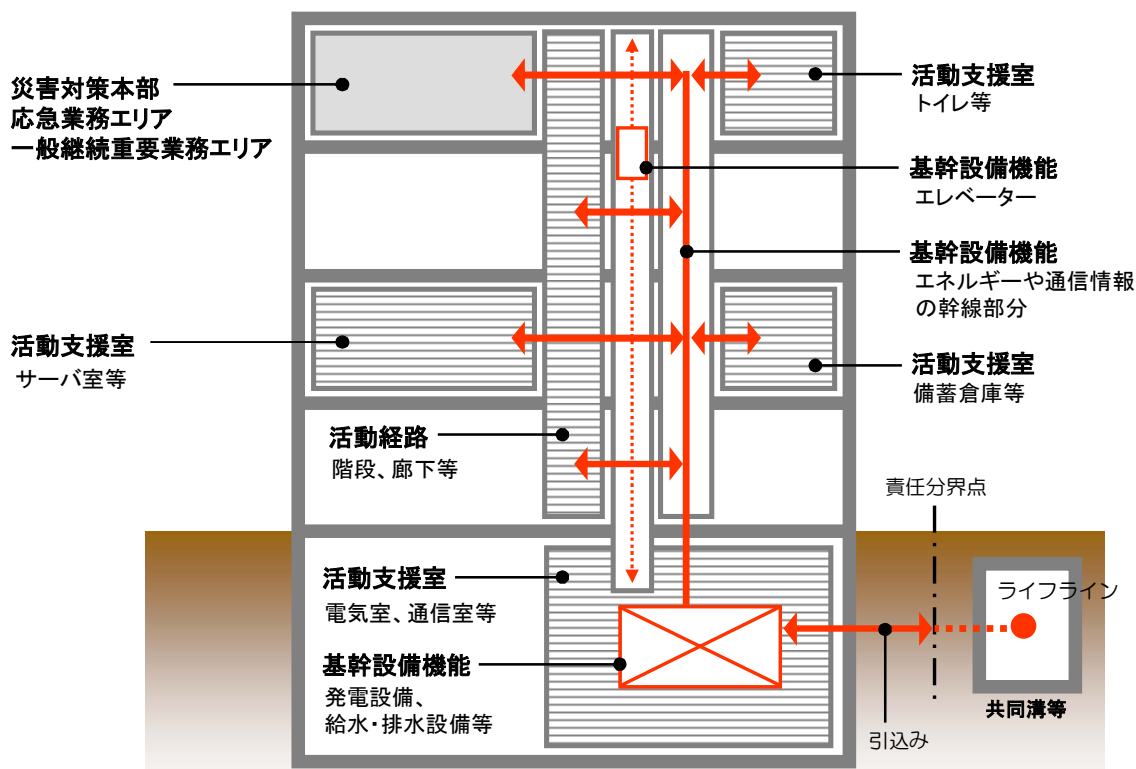 災害対策本部
応急業務エリア
一般継続重要業務エリア
活動支援室
トイレ等
基幹設備機能
エレベーター
基幹設備機能
エネルギーや通信情報
の幹線部分
活動支援室
サーバ室等
活動支援室
備蓄倉庫等
活動経路
階段、廊下等
責任分界点
活動支援室
電気室、通信室等
ライフライン
基幹設備機能
発電設備、
給水・排水設備等
共同溝等
引込み